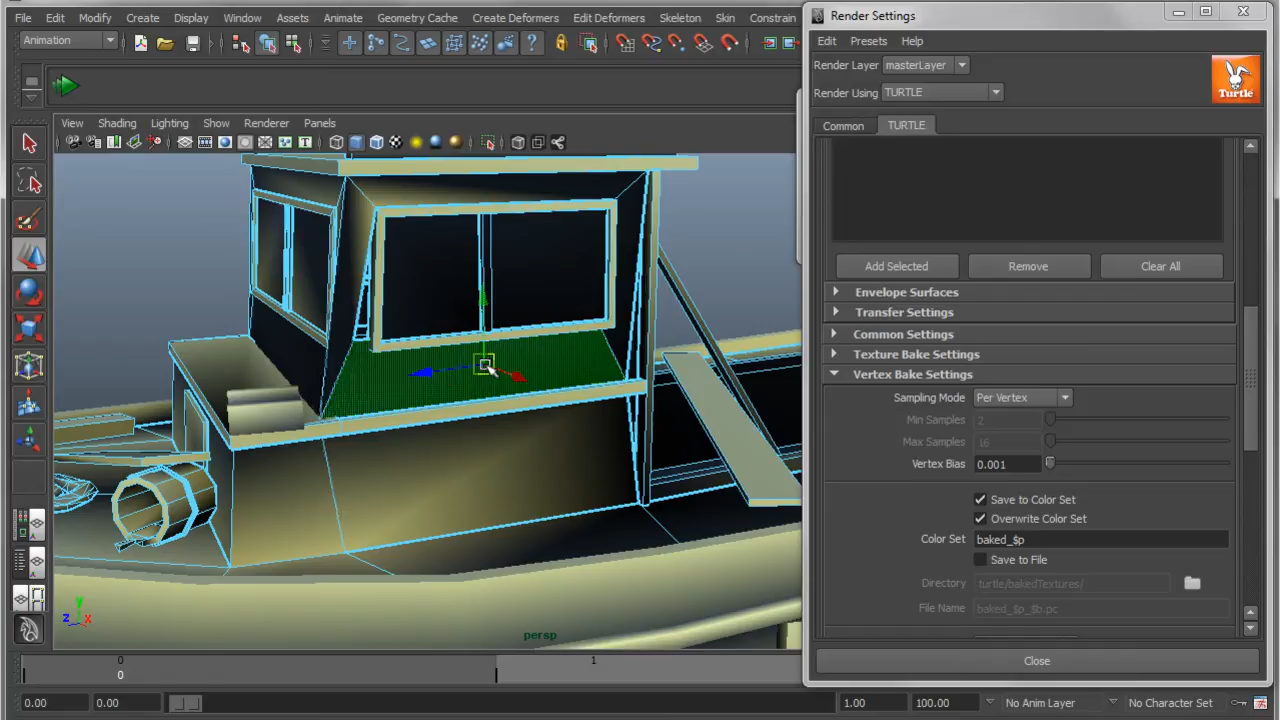 File Edit Modify Create Display Window Assets Animate Geometry Cache Create Deformers Edit Deformers Skeleton Skin Constrain
Render Settings
Edit Presets Help
Animation
Render Layer masterLayer
Render Using TURTLE
Turtle
Common TURTLE
View Shading Lighting Show Renderer Panels
Add Selected Remove Clear All
Envelope Surfaces
Transfer Settings
Common Settings
Texture Bake Settings
Vertex Bake Settings
Sampling Mode Per Vertex
Min Samples 2
Max Samples 16
Vertex Bias 0.001
Save to Color Set
Overwrite Color Set
Color Set baked_$p
Save to File
Directory turtle/bakedTextures/
File Name baked_$p_$b.pc
y
z x
persp
Close
0 1
0
0.00 0.00 1.00 100.00 No Anim Layer No Character Set